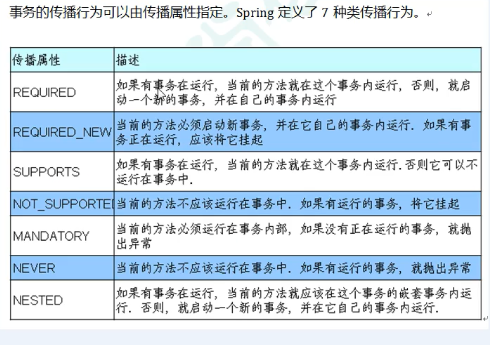 事务的传播行为可以由传播属性指定。Spring 定义了 7 种类传播行为。
传播属性 描述
REQUIRED 如果有事务在运行，当前的方法就在这个事务内运行，否则，就启
动一个新的事务，并在自己的事务内运行
REQUIRED_NEW 当前的方法必须启动新事务，并在它自己的事务内运行. 如果有事
务正在运行，应该将它挂起
SUPPORTS 如果有事务在运行，当前的方法就在这个事务内运行.否则它可以不
运行在事务中.
NOT_SUPPORTE 当前的方法不应该运行在事务中. 如果有运行的事务，将它挂起
MANDATORY 当前的方法必须运行在事务内部，如果没有正在运行的事务，就抛
出异常
NEVER 当前的方法不应该运行在事务中. 如果有运行的事务，就抛出异常
NESTED 如果有事务在运行，当前的方法就应该在这个事务的嵌套事务内运
行. 否则，就启动一个新的事务，并在它自己的事务内运行.